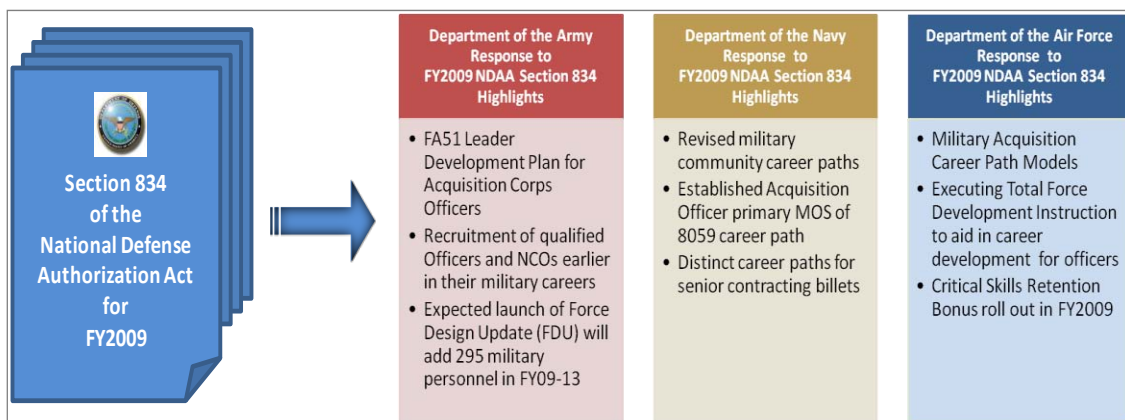 Section 834
of the
National Defense
Authorization Act
for
FY2009
Department of the Army
Response to
FY2009 NDAA Section 834
Highlights
• FA51 Leader
Development Plan for
Acquisition Corps
Officers
• Recruitment of qualified
Officers and NCOs earlier
in their military careers
• Expected launch of Force
Design Update (FDU) will
add 295 military
personnel in FY09-13
Department of the Navy
Response to
FY2009 NDAA Section 834
Highlights
• Revised military
community career paths
• Established Acquisition
Officer primary MOS of
8059 career path
• Distinct career paths for
senior contracting billets
Department of the Air Force
Response to
FY2009 NDAA Section 834
Highlights
• Military Acquisition
Career Path Models
• Executing Total Force
Development Instruction
to aid in career
development for officers
• Critical Skills Retention
Bonus roll out in FY2009